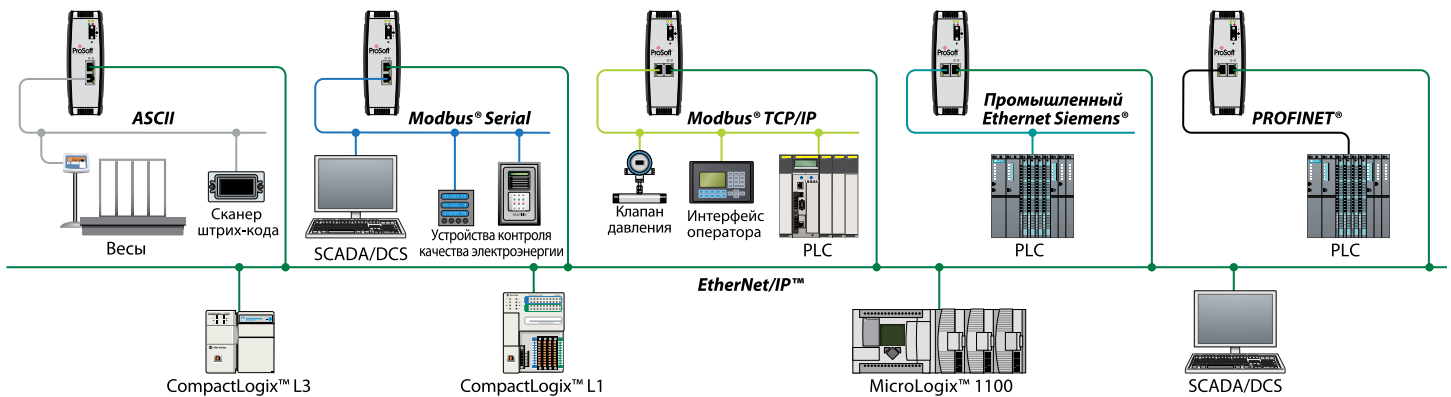 ProSoft
ProSoft
ProSoft
ProSoft
ProSoft
ASCII
Modbus® Serial
Modbus® TCP/IP
Промышленный
Ethernet Siemens®
PROFINET®
Весы
Сканер
штрих-кода
SCADA/DCS
Устройства контроля
качества электроэнергии
Клапан
давления
Интерфейс
оператора
PLC
PLC
PLC
EtherNet/IP™
CompactLogix™ L3
CompactLogix™ L1
MicroLogix™ 1100
SCADA/DCS